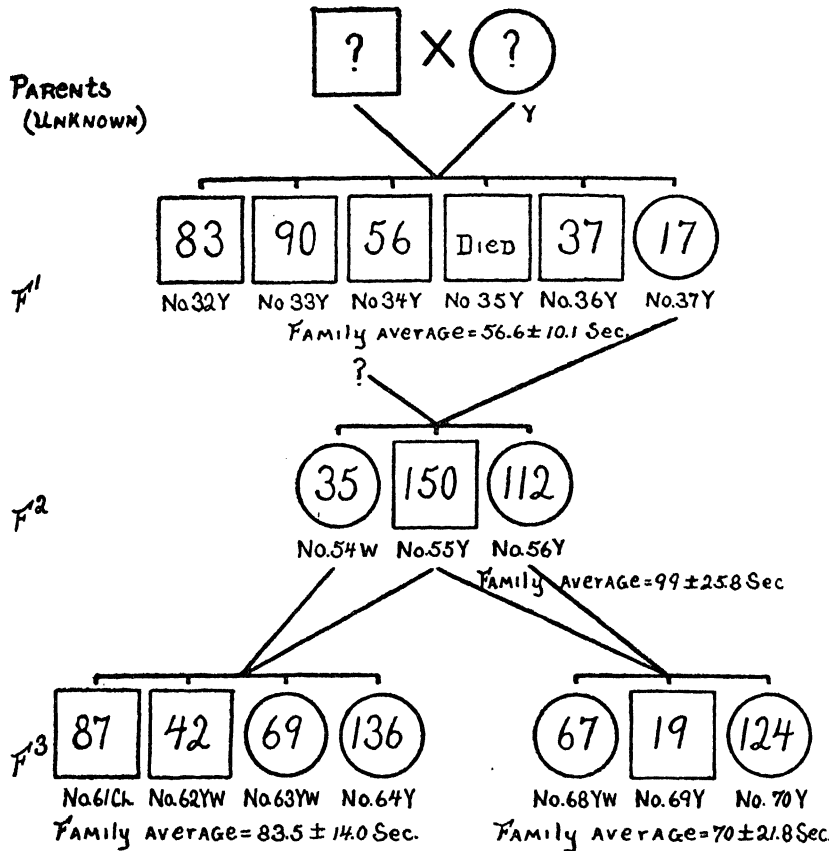 ? X ?
PARENTS
(UNKNOWN)
Y
83 90 56 DIED 37 17
F1
No.32Y No 33Y No 34Y No 35Y No.36Y No.37Y
FAMILY AVERAGE=56.6±10.1 Sec.
?
35 150 112
F2
No.54W No.55Y No.56Y
FAMILY AVERAGE=99±25.8 Sec
87 42 69 136 67 19 124
F3
No.61Ch No.62YW No.63YW No.64Y No.68YW No.69Y No. 70Y
FAMILY AVERAGE=83.5±14.0 Sec. FAMILY AVERAGE=70±21.8 Sec.